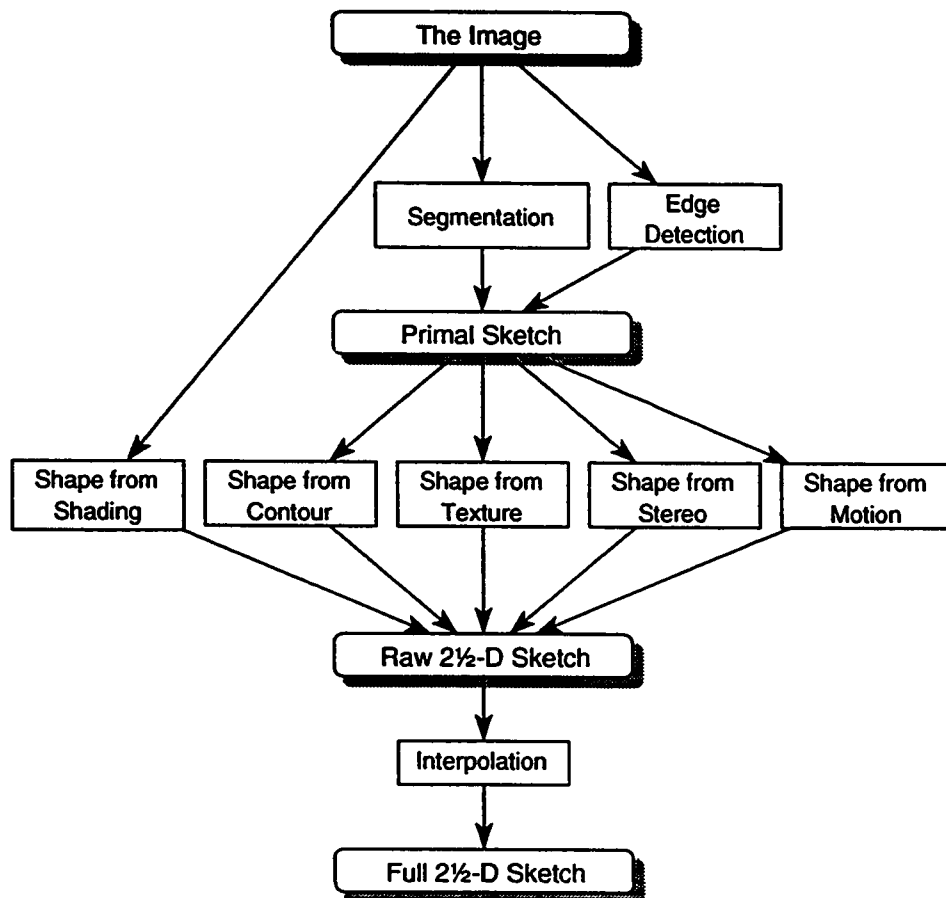 The Image
Segmentation
Edge
Detection
Primal Sketch
Shape from
Shading
Shape from
Contour
Shape from
Texture
Shape from
Stereo
Shape from
Motion
Raw 2½-D Sketch
Interpolation
Full 2½-D Sketch